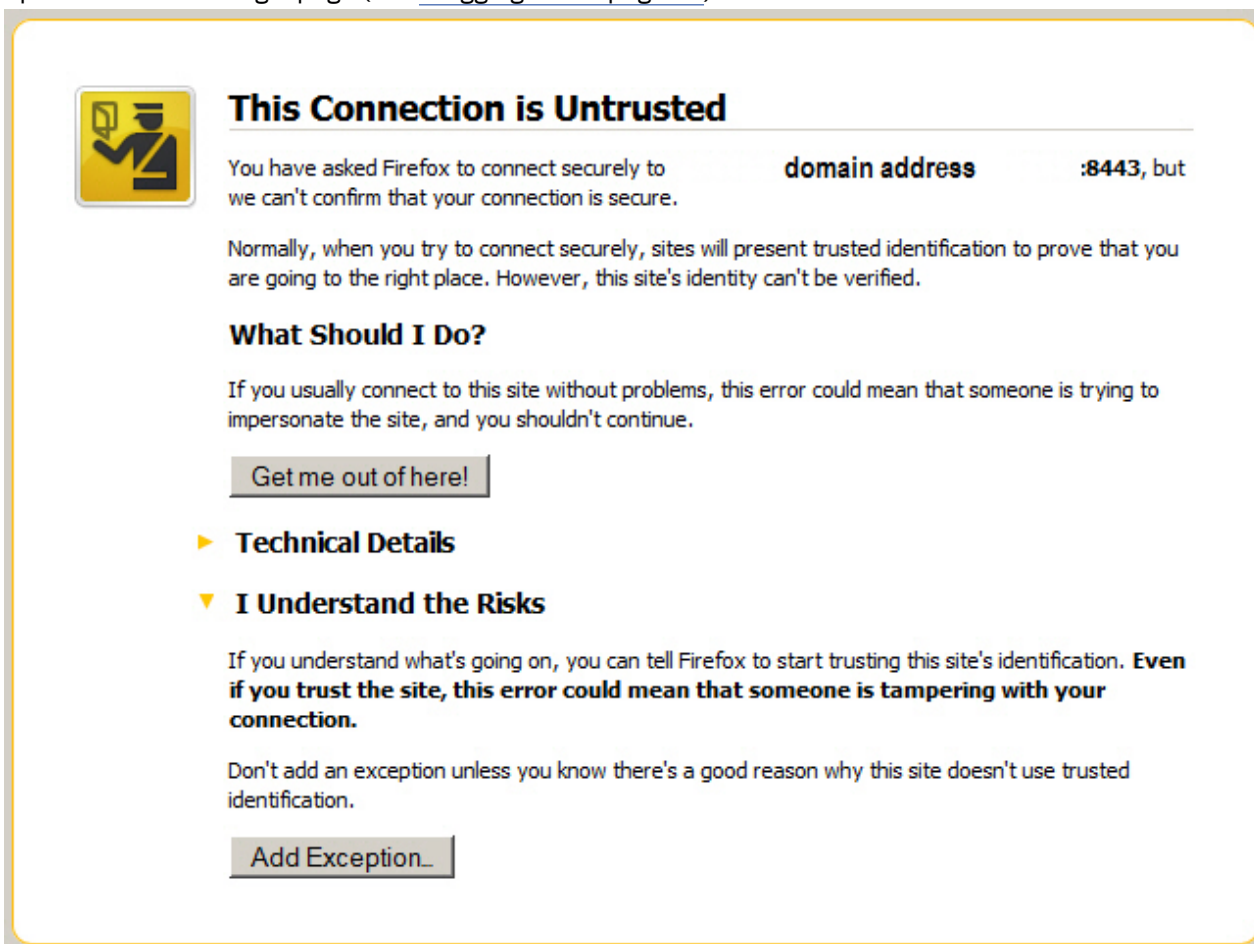 This Connection is Untrusted
You have asked Firefox to connect securely to domain address :8443, but
we can't confirm that your connection is secure.
Normally, when you try to connect securely, sites will present trusted identification to prove that you
are going to the right place. However, this site's identity can't be verified.
What Should I Do?
If you usually connect to this site without problems, this error could mean that someone is trying to
impersonate the site, and you shouldn't continue.
Get me out of here!
Technical Details
I Understand the Risks
If you understand what's going on, you can tell Firefox to start trusting this site's identification. Even
if you trust the site, this error could mean that someone is tampering with your
connection.
Don't add an exception unless you know there's a good reason why this site doesn't use trusted
identification.
Add Exception...